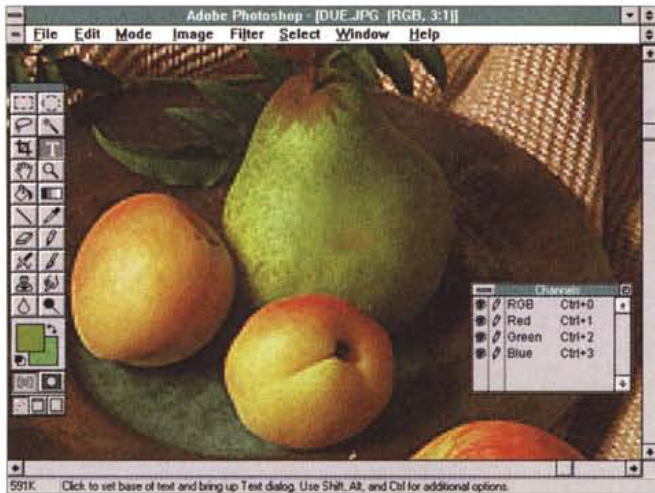 Adobe Photoshop - [DUE.JPG (RGB, 3:1)]
File Edit Mode Image Filter Select Window Help
T
Channels
RGB Ctrl+0
Red Ctrl+1
Green Ctrl+2
Blue Ctrl+3
591K Click to set base of text and bring up Text dialog. Use Shift, Alt, and Ctrl for additional options.